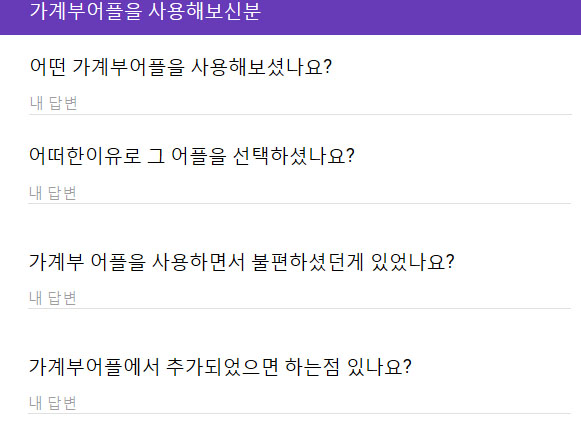 가계부어플을 사용해보신분
어떤 가계부어플을 사용해보셨나요?
내 답변
어떠한이유로 그 어플을 선택하셨나요?
내 답변
가계부 어플을 사용하면서 불편하셨던게 있었나요?
내 답변
가계부어플에서 추가되었으면 하는점 있나요?
내 답변